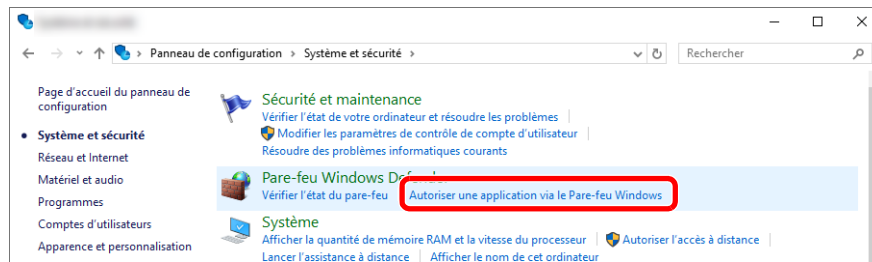 Panneau de configuration > Système et sécurité >
Rechercher
Page d'accueil du panneau de
configuration
Système et sécurité
Réseau et Internet
Matériel et audio
Programmes
Comptes d'utilisateurs
Apparence et personnalisation
Sécurité et maintenance
Vérifier l'état de votre ordinateur et résoudre les problèmes
Modifier les paramètres de contrôle de compte d'utilisateur
Résoudre des problèmes informatiques courants
Pare-feu Windows Defender
Vérifier l'état du pare-feu Autoriser une application via le Pare-feu Windows
Système
Afficher la quantité de mémoire RAM et la vitesse du processeur Autoriser l'accès à distance
Lancer l'assistance à distance Afficher le nom de cet ordinateur